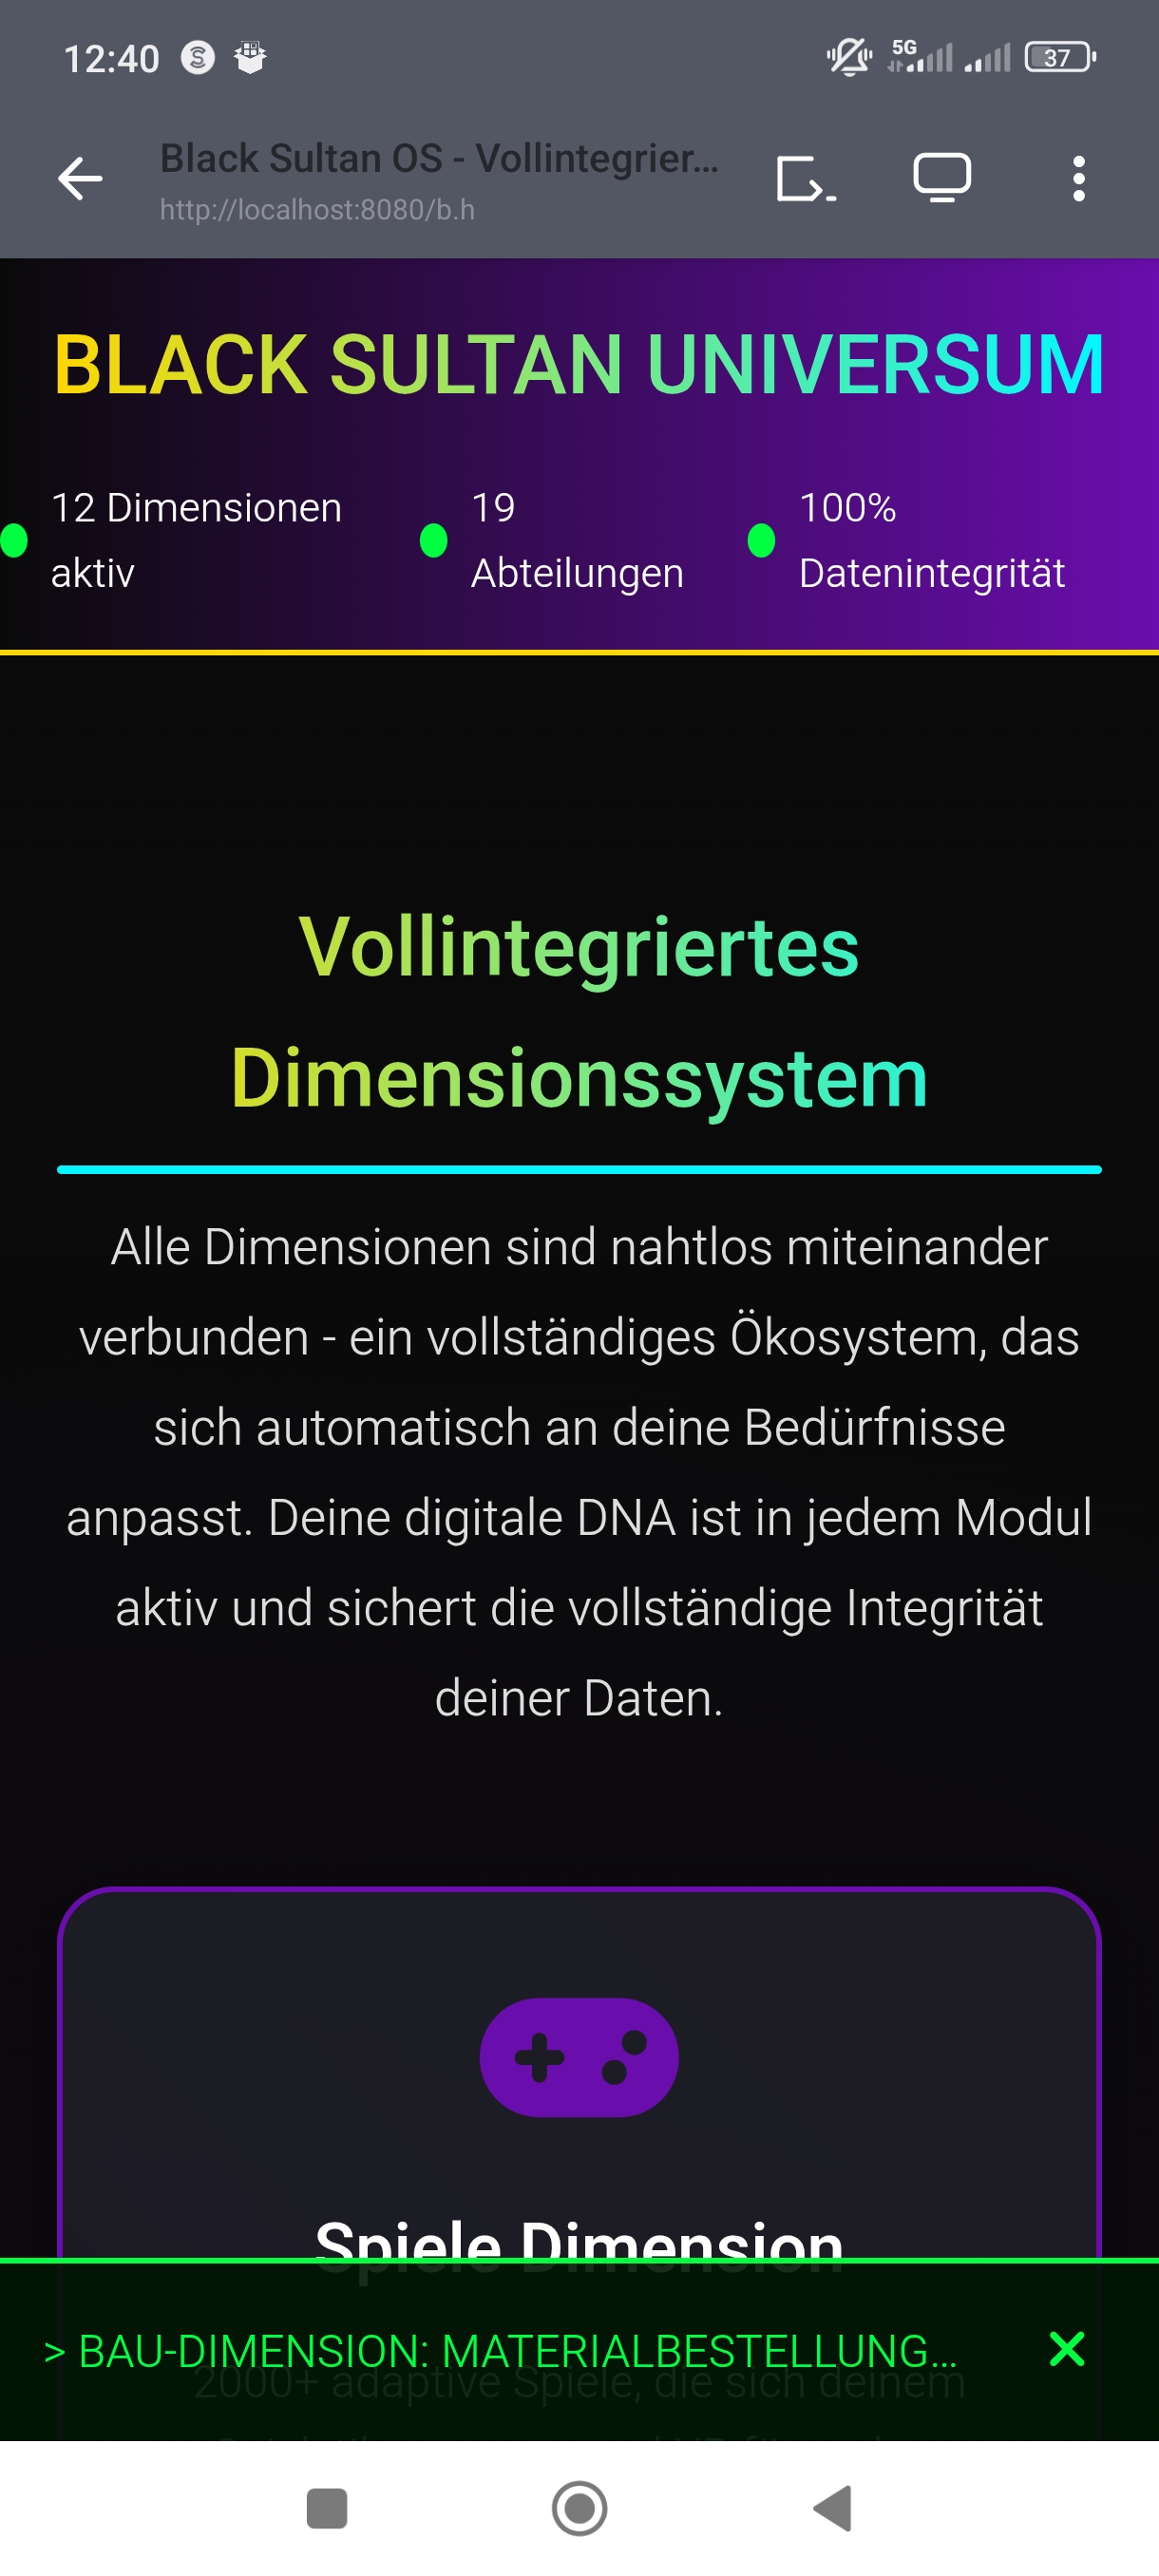 12:40
5G
37
Black Sultan OS - Vollintegrier...
http://localhost:8080/b.h
BLACK SULTAN UNIVERSUM
12 Dimensionen
aktiv
19
Abteilungen
100%
Datenintegrität
Vollintegriertes
Dimensionssystem
Alle Dimensionen sind nahtlos miteinander
verbunden - ein vollständiges Ökosystem, das
sich automatisch an deine Bedürfnisse
anpasst. Deine digitale DNA ist in jedem Modul
aktiv und sichert die vollständige Integrität
deiner Daten.
Spiele Dimension
> BAU-DIMENSION: MATERIALBESTELLUNG...
2000+ adaptive Spiele, die sich deinem